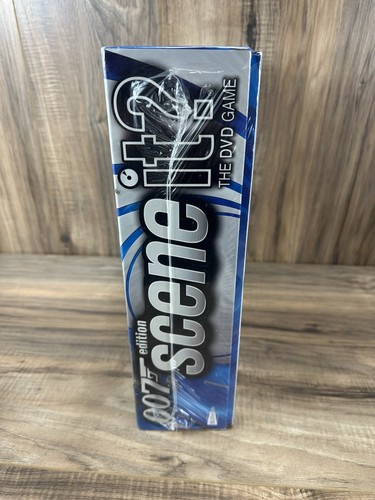 007 edition
scene it?
THE DVD GAME